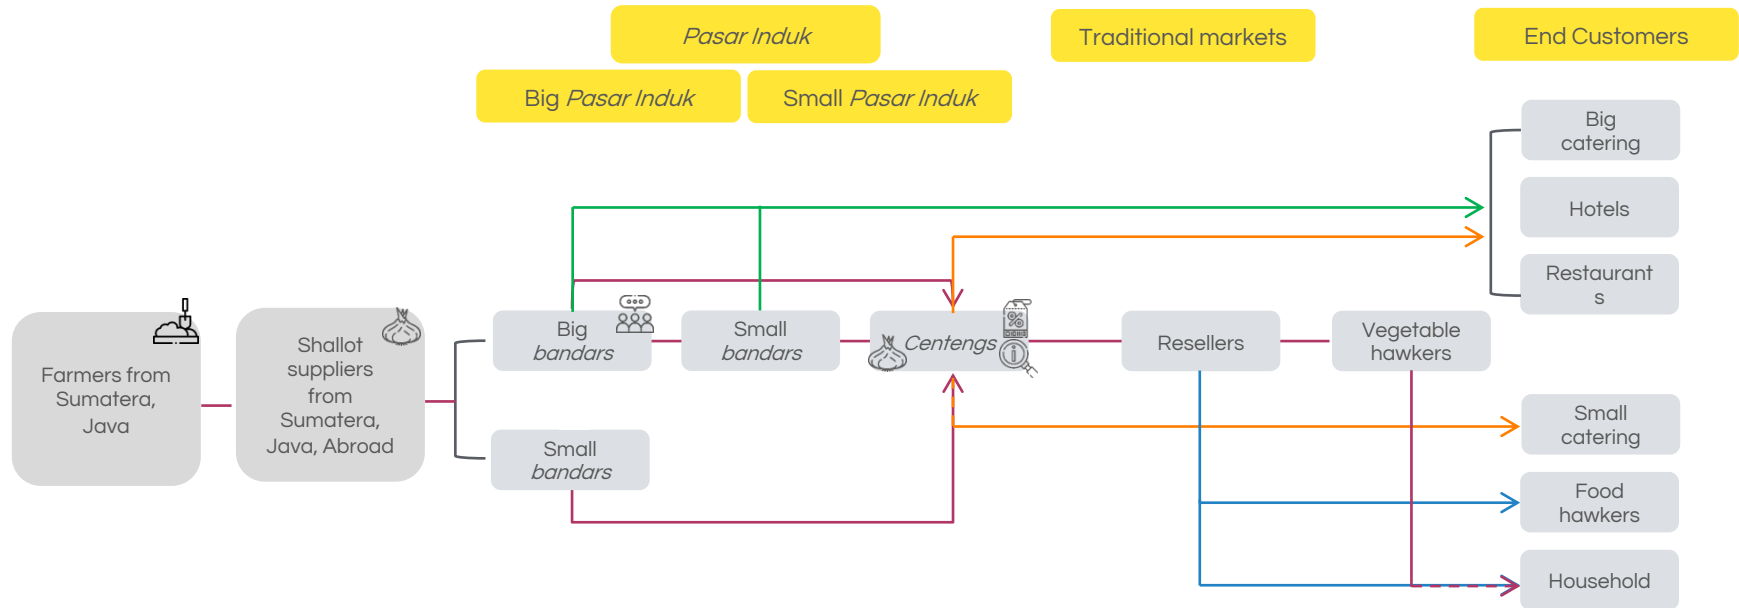 Pasar Induk
Traditional markets
End Customers
Big Pasar Induk
Small Pasar Induk
Big
catering
Hotels
Restaurant
s
Farmers from
Sumatera,
Java
Shallot
suppliers
from
Sumatera,
Java, Abroad
Big
bandars
Small
bandars
Centengs
Resellers
Vegetable
hawkers
Small
bandars
Small
catering
Food
hawkers
Household